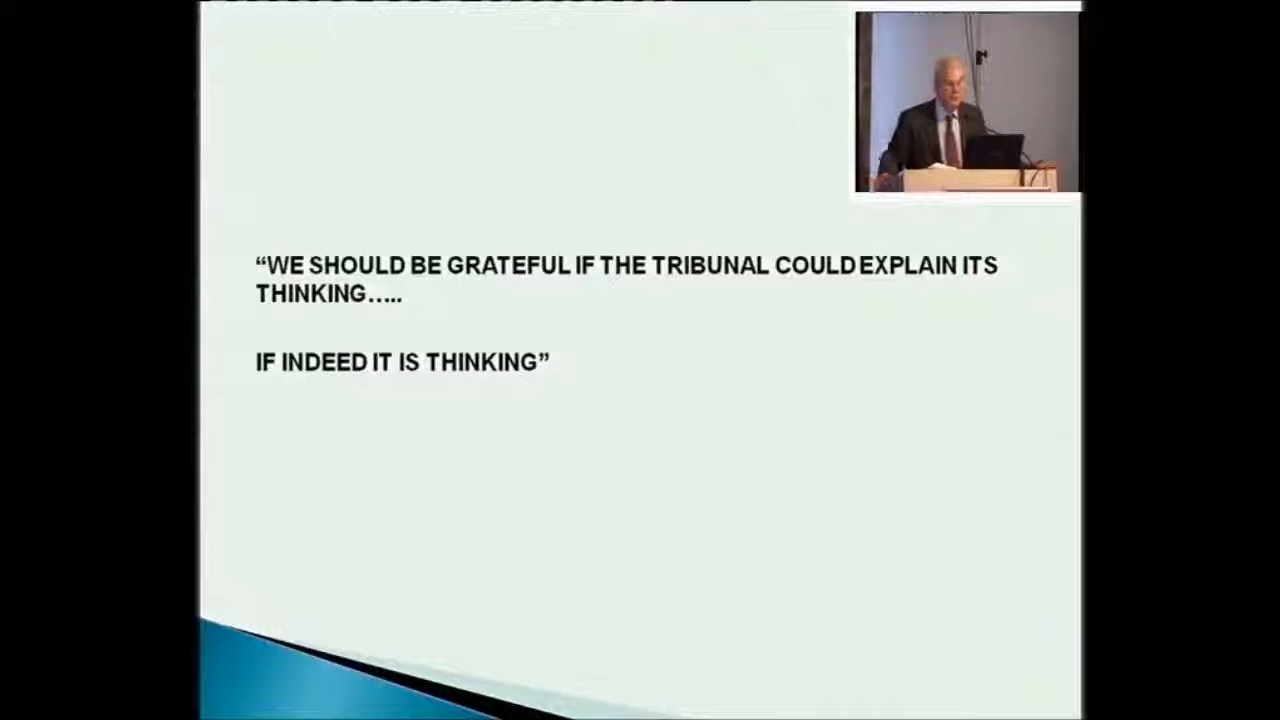 “WE SHOULD BE GRATEFUL IF THE TRIBUNAL COULD EXPLAIN ITS
THINKING…..
IF INDEED IT IS THINKING”